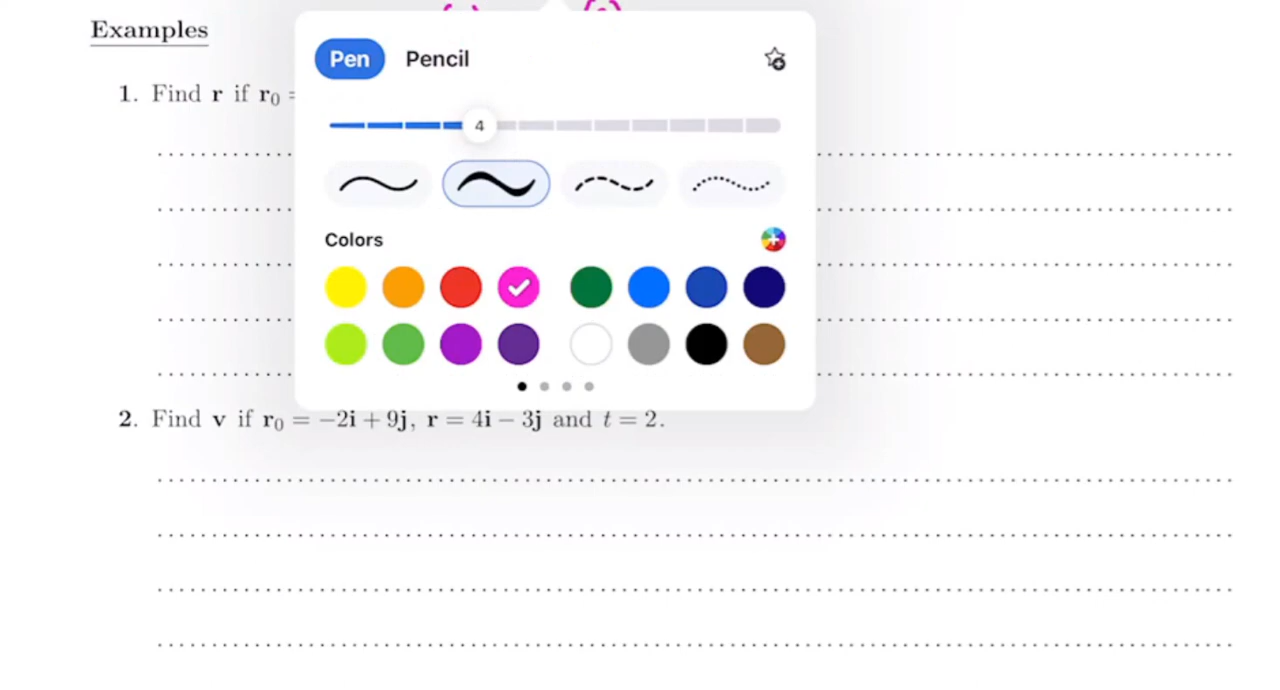 Examples
Pen Pencil
1. Find r if r₀ =
4
Colors
2. Find v if r₀ = −2i + 9j, r = 4i − 3j and t = 2.